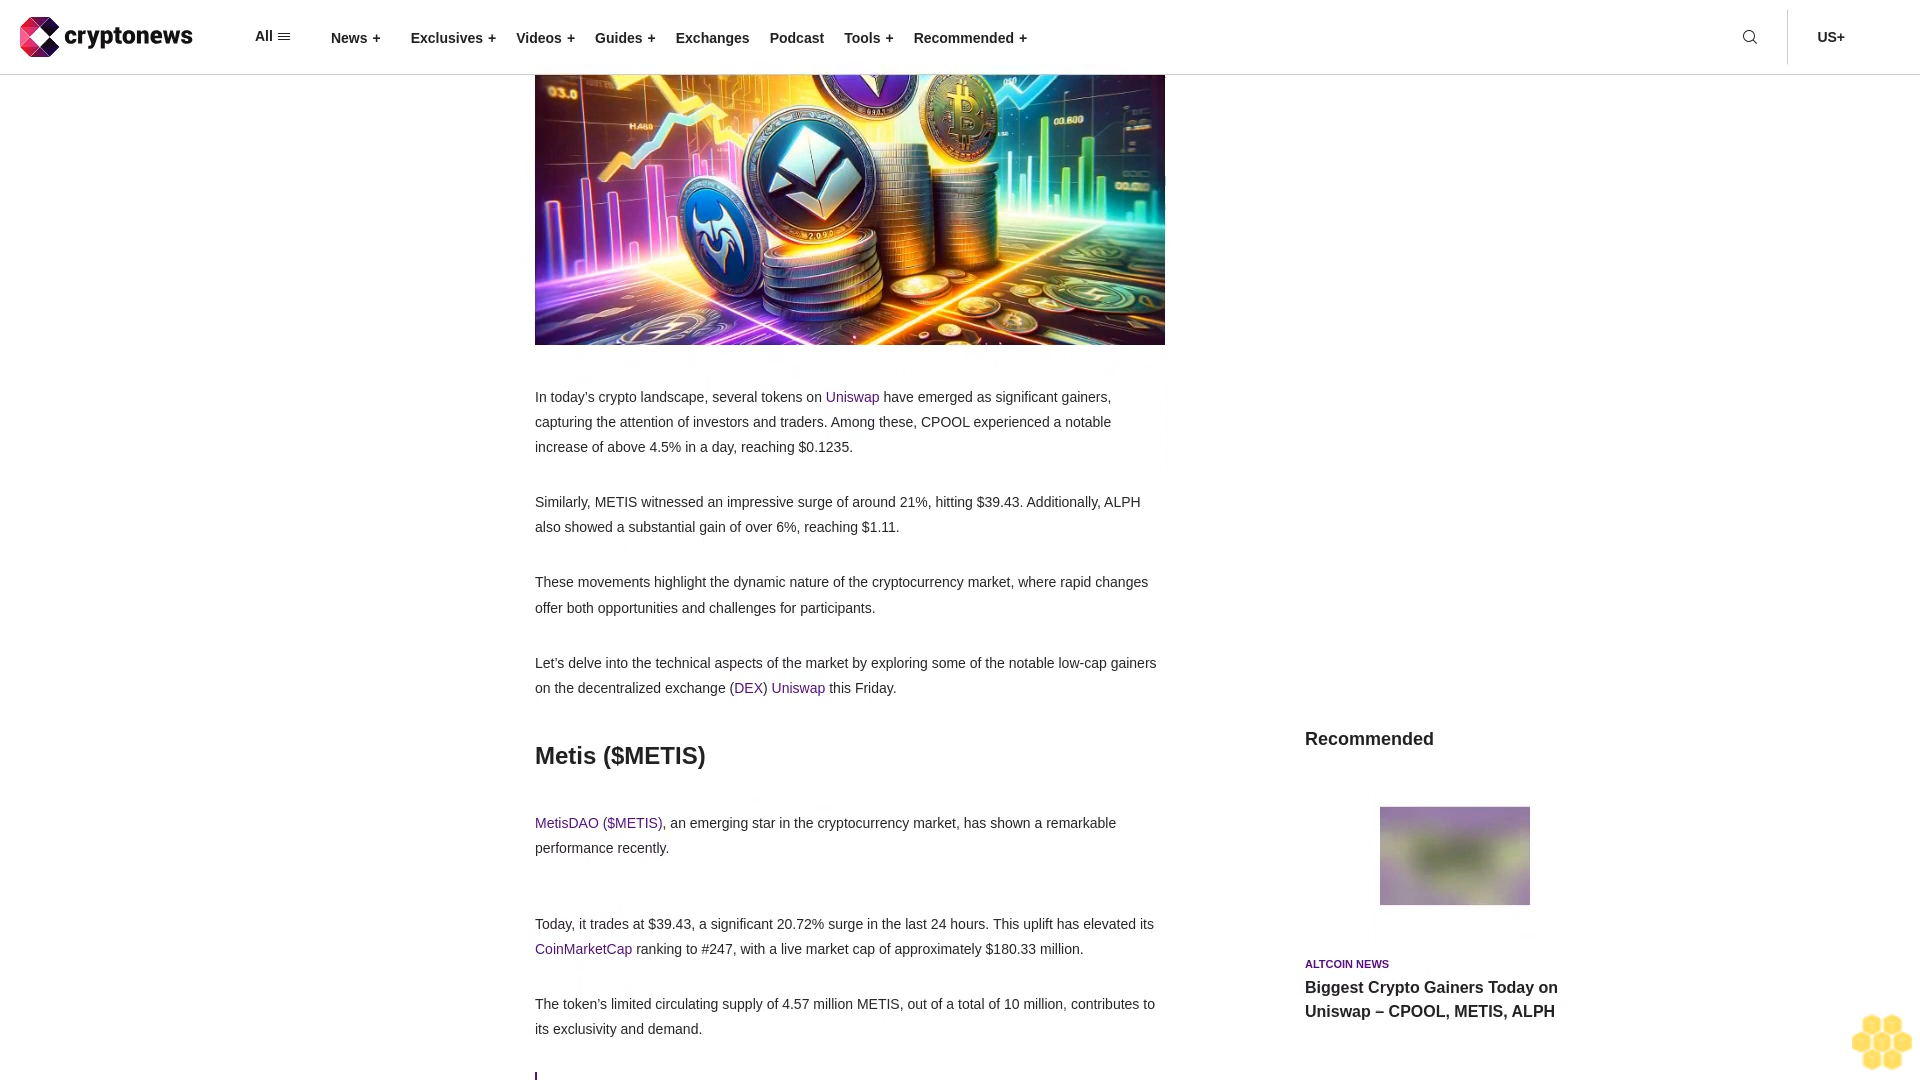 cryptonews All News + Exclusives + Videos + Guides + Exchanges Podcast Tools + Recommended + US+
03.0
In today’s crypto landscape, several tokens on Uniswap have emerged as significant gainers,
capturing the attention of investors and traders. Among these, CPOOL experienced a notable
increase of above 4.5% in a day, reaching $0.1235.
Similarly, METIS witnessed an impressive surge of around 21%, hitting $39.43. Additionally, ALPH
also showed a substantial gain of over 6%, reaching $1.11.
These movements highlight the dynamic nature of the cryptocurrency market, where rapid changes
offer both opportunities and challenges for participants.
Let’s delve into the technical aspects of the market by exploring some of the notable low-cap gainers
on the decentralized exchange (DEX) Uniswap this Friday.
Metis ($METIS)
MetisDAO ($METIS), an emerging star in the cryptocurrency market, has shown a remarkable
performance recently.
Today, it trades at $39.43, a significant 20.72% surge in the last 24 hours. This uplift has elevated its
CoinMarketCap ranking to #247, with a live market cap of approximately $180.33 million.
The token’s limited circulating supply of 4.57 million METIS, out of a total of 10 million, contributes to
its exclusivity and demand.
Recommended
ALTCOIN NEWS
Biggest Crypto Gainers Today on
Uniswap – CPOOL, METIS, ALPH